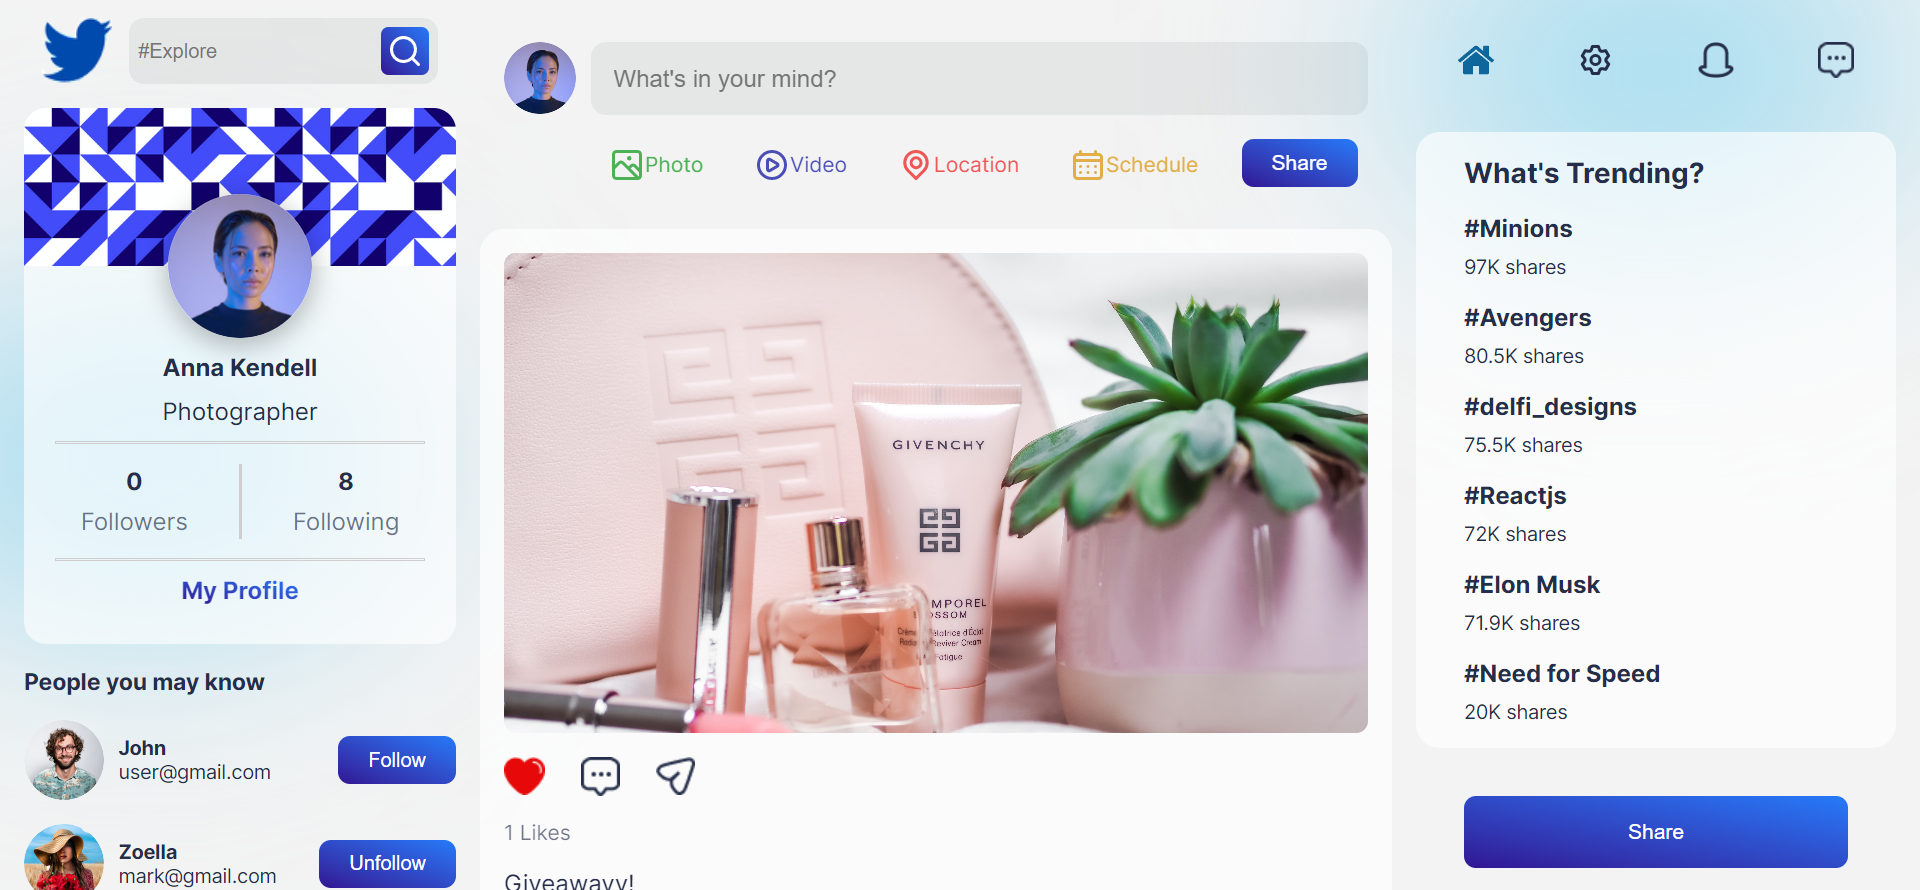 #Explore
Anna Kendell
Photographer
0
Followers
8
Following
My Profile
People you may know
John
user@gmail.com
Follow
Zoella
mark@gmail.com
Unfollow
What's in your mind?
Photo
Video
Location
Schedule
Share
GIVENCHY
MPOREL
OSSOM
Reviver Cream
Fatigue
1 Likes
Giveawayy!
What's Trending?
#Minions
97K shares
#Avengers
80.5K shares
#delfi_designs
75.5K shares
#Reactjs
72K shares
#Elon Musk
71.9K shares
#Need for Speed
20K shares
Share